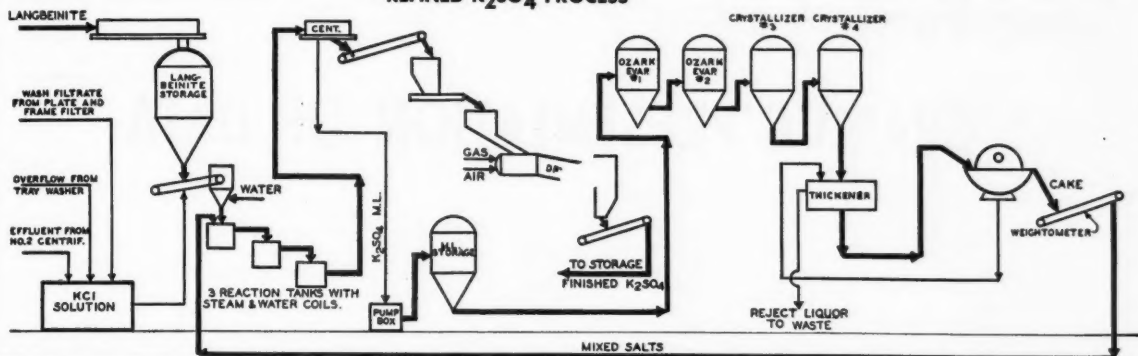 REFINED K2SO4 PROCESS
LANGBEINITE
LANG-
BEINITE
STORAGE
WASH FILTRATE
FROM PLATE AND
FRAME FILTER
OVERFLOW FROM
TRAY WASHER
EFFLUENT FROM
NO.2 CENTRIF.
KCl
SOLUTION
WATER
3 REACTION TANKS WITH
STEAM & WATER COILS.
CENT.
K2SO4 M.L.
PUMP
BOX
M.L.
STORAGE
GAS
AIR
DR-
TO STORAGE
FINISHED K2SO4
OZARK
EVAR
#1
OZARK
EVAR
#2
CRYSTALLIZER
#3
CRYSTALLIZER
#4
THICKENER
REJECT LIQUOR
TO WASTE
CAKE
WEIGHTOMETER
MIXED SALTS